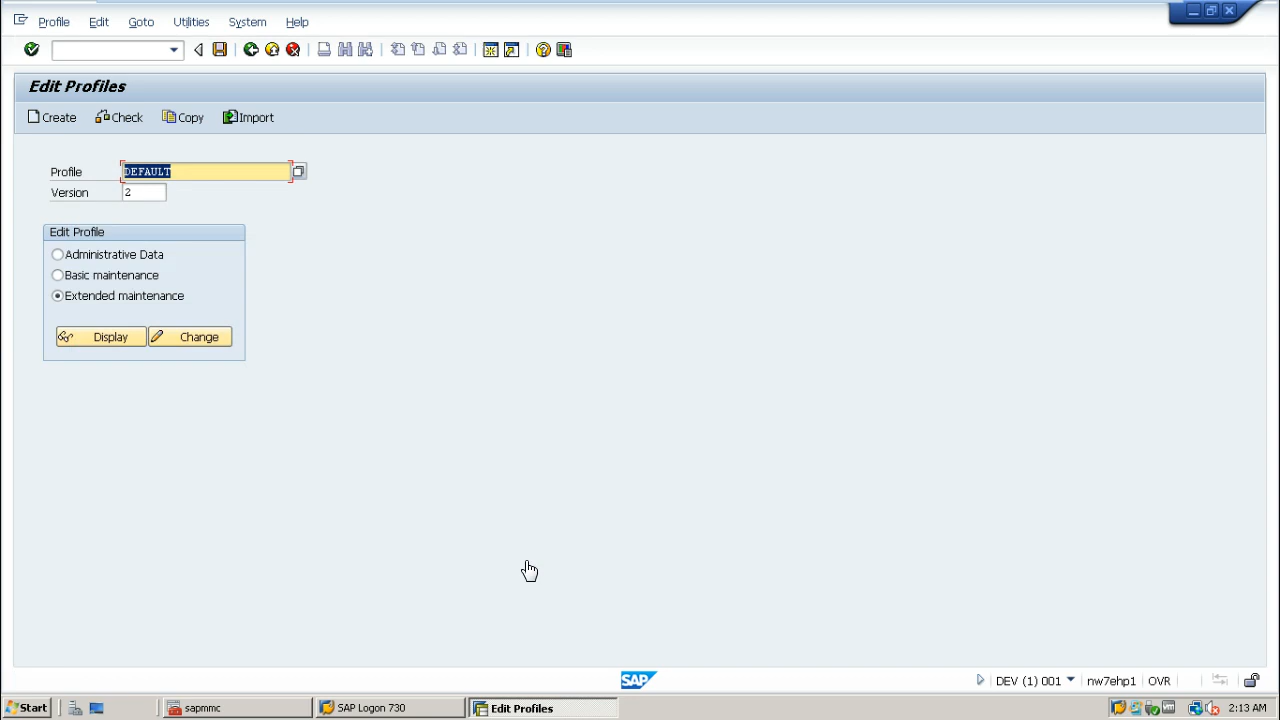 Profile Edit Goto Utilities System Help
Edit Profiles
Create Check Copy Import
Profile DEFAULT
Version 2
Edit Profile
Administrative Data
Basic maintenance
Extended maintenance
Display Change
SAP DEV (1) 001 nw7ehp1 OVR
Start sapmmc SAP Logon 730 Edit Profiles 2:13 AM